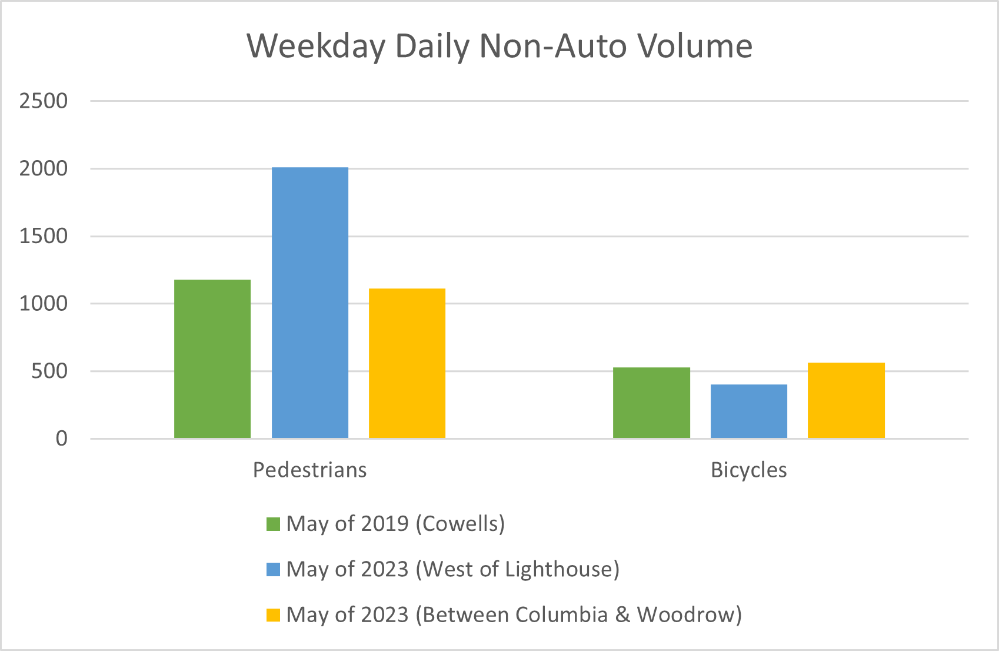 Weekday Daily Non-Auto Volume
2500
2000
1500
1000
500
0
Pedestrians
Bicycles
May of 2019 (Cowells)
May of 2023 (West of Lighthouse)
May of 2023 (Between Columbia & Woodrow)